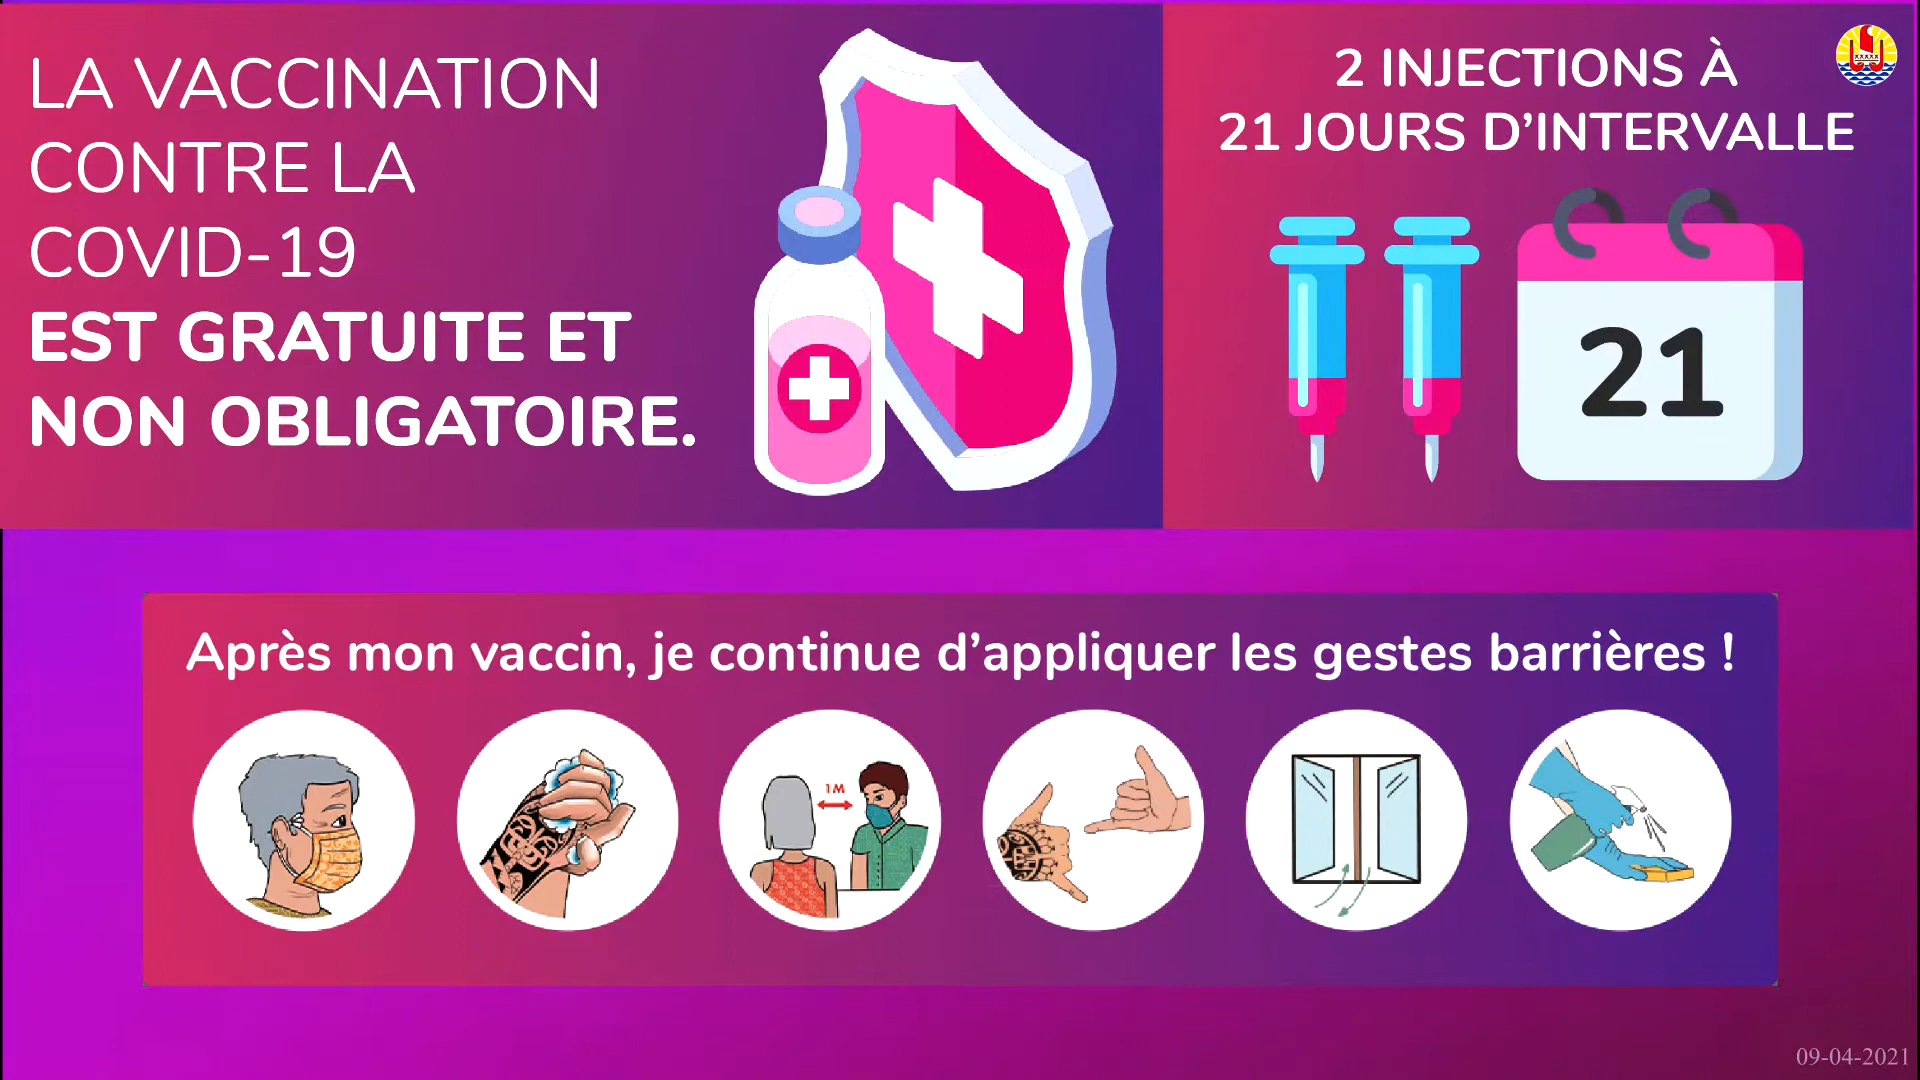 LA VACCINATION
CONTRE LA
COVID-19
EST GRATUITE ET
NON OBLIGATOIRE.
2 INJECTIONS À
21 JOURS D’INTERVALLE
21
Après mon vaccin, je continue d’appliquer les gestes barrières !
1M
09-04-2021